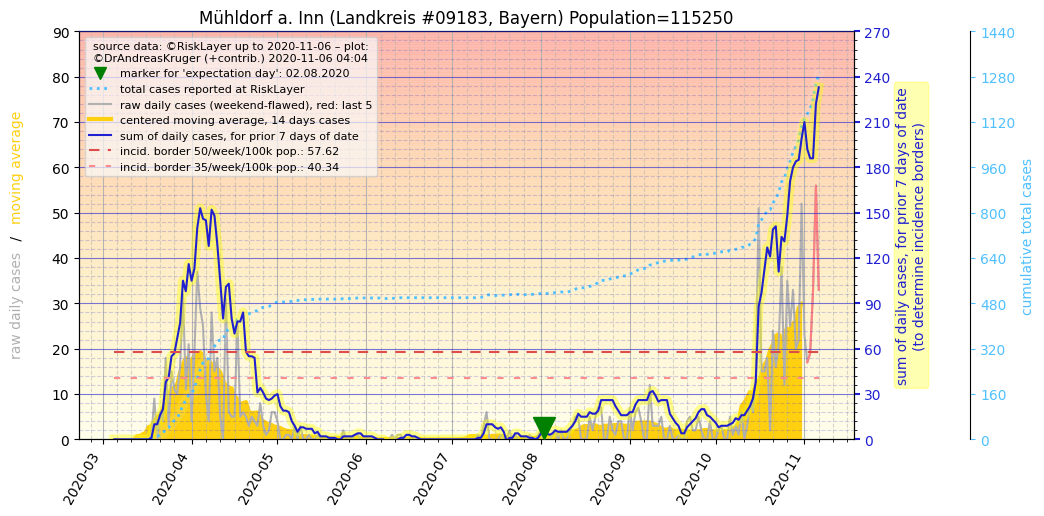 Mühldorf a. Inn (Landkreis #09183, Bayern) Population=115250
source data: ©RiskLayer up to 2020-11-06 – plot:
©DrAndreasKruger (+contrib.) 2020-11-06 04:04
marker for 'expectation day': 02.08.2020
total cases reported at RiskLayer
raw daily cases (weekend-flawed), red: last 5
centered moving average, 14 days cases
sum of daily cases, for prior 7 days of date
incid. border 50/week/100k pop.: 57.62
incid. border 35/week/100k pop.: 40.34
raw daily cases / moving average
90
80
70
60
50
40
30
20
10
0
270
240
210
180
150
120
90
60
30
0
sum of daily cases, for prior 7 days of date
(to determine incidence borders)
1440
1280
1120
960
800
640
480
320
160
0
cumulative total cases
2020-03
2020-04
2020-05
2020-06
2020-07
2020-08
2020-09
2020-10
2020-11